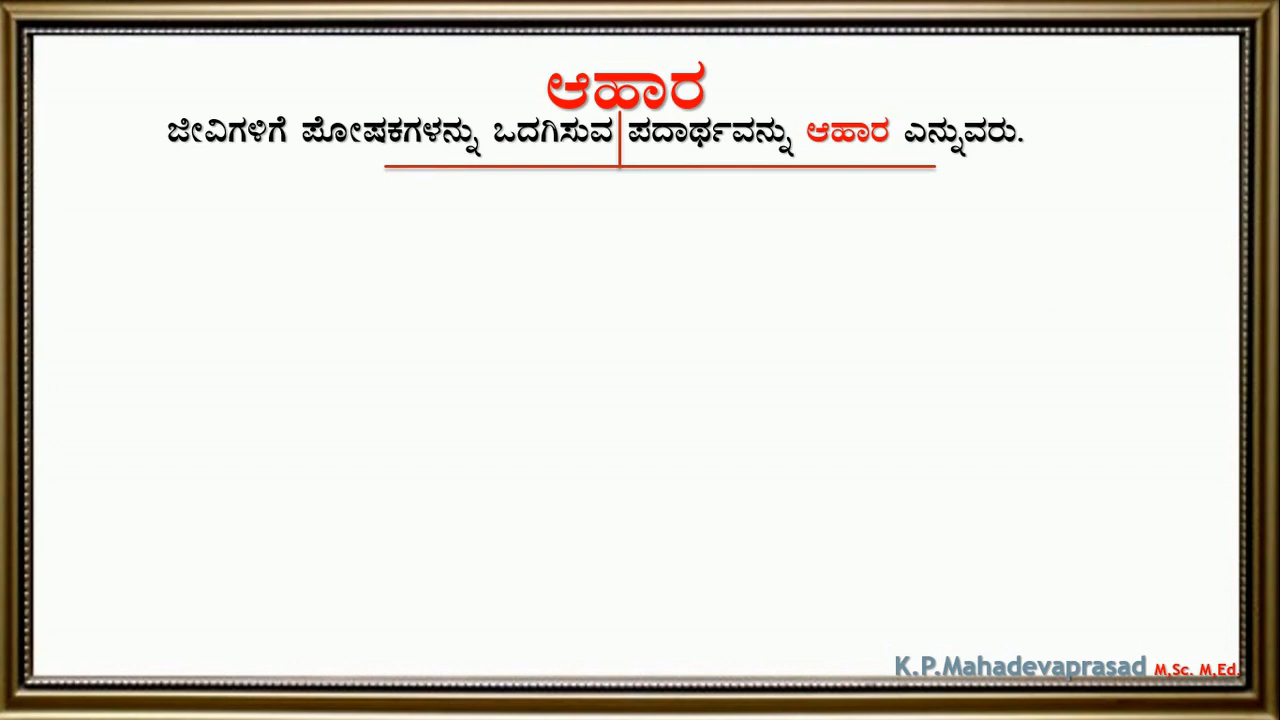 ಆಹಾರ
ಜೀವಿಗಳಿಗೆ ಪೋಷಕಗಳನ್ನು ಒದಗಿಸುವ ಪದಾರ್ಥವನ್ನು ಆಹಾರ ಎನ್ನುವರು.
K.P.Mahadevaprasad M,Sc. M,Ed.